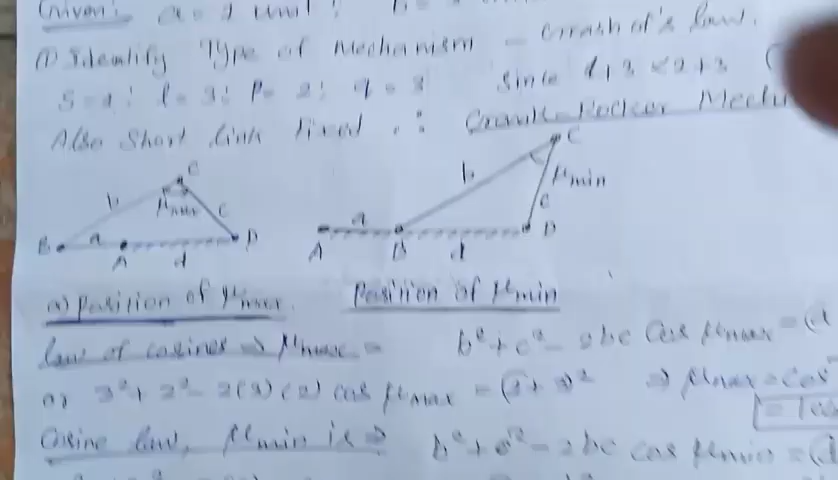 Given: a = 1 unit;
(1) Identify Type of Mechanism - Grashof's law.
S = 1; l = 3; P = 2; q = 3 since 1+3 < 2+3
Also Short link fixed ∴ Crank-Rocker Mech
C C
b μmax c b μmin c
B a A d D A a B d D
(a) Position of μmax. Position of μmin
law of cosines ⇒ μmax = b² + c² - 2bc cos μmax = (
or 3² + 2² - 2(3)(2) cos μmax = (1+3)² ⇒ μmax = cos
Cosine law, μmin is ⇒ b² + c² - 2bc cos μmin = (